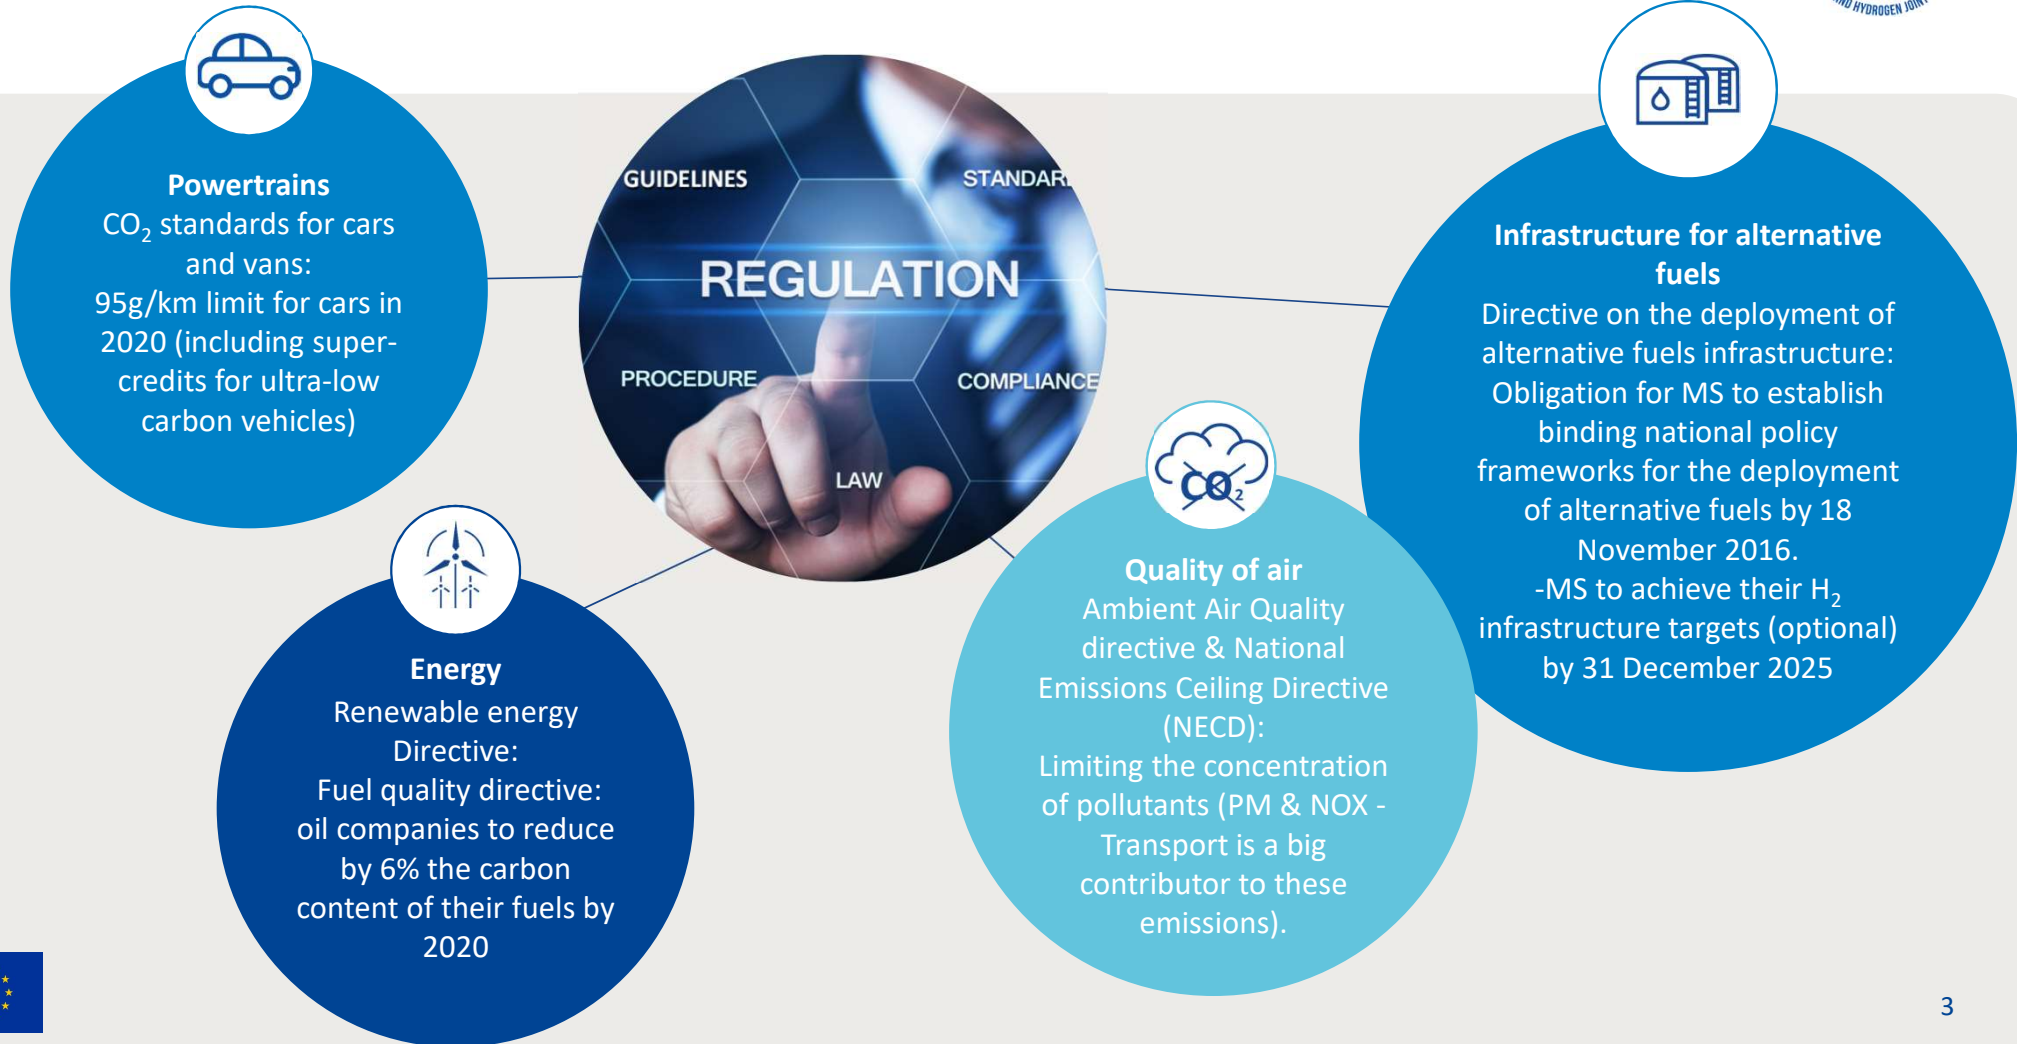 AND HYDROGEN JOINT
Powertrains
CO₂ standards for cars
and vans:
95g/km limit for cars in
2020 (including super-
credits for ultra-low
carbon vehicles)
GUIDELINES
REGULATION
PROCEDURE
COMPLIANCE
LAW
Infrastructure for alternative
fuels
Directive on the deployment of
alternative fuels infrastructure:
Obligation for MS to establish
binding national policy
frameworks for the deployment
of alternative fuels by 18
November 2016.
-MS to achieve their H₂
infrastructure targets (optional)
by 31 December 2025
Energy
Renewable energy
Directive:
Fuel quality directive:
oil companies to reduce
by 6% the carbon
content of their fuels by
2020
CO₂
Quality of air
Ambient Air Quality
directive & National
Emissions Ceiling Directive
(NECD):
Limiting the concentration
of pollutants (PM & NOX -
Transport is a big
contributor to these
emissions).
3